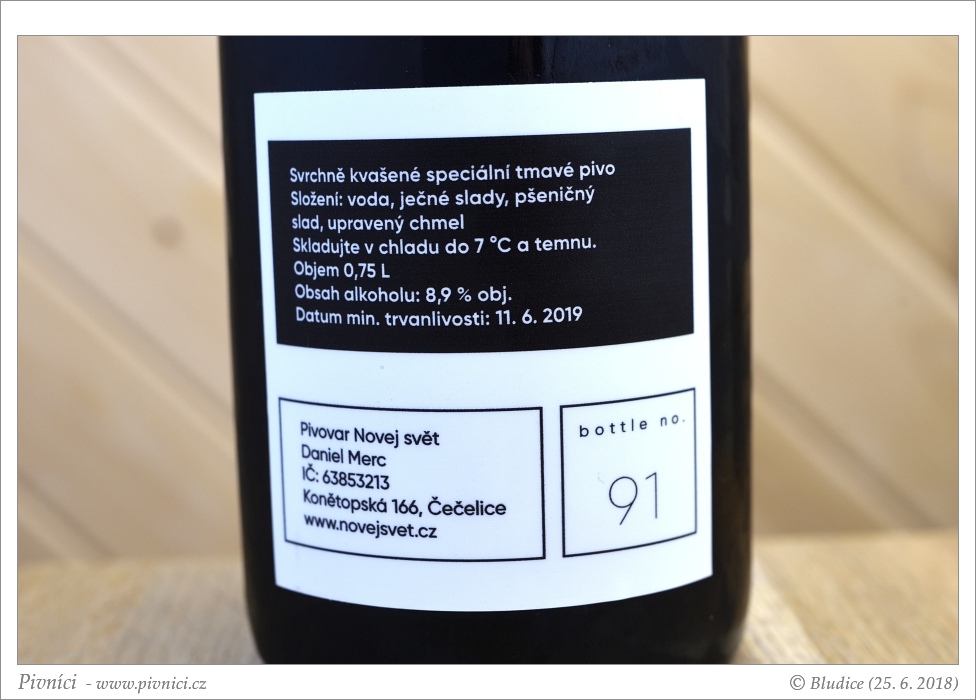 Svrchně kvašené speciální tmavé pivo
Složení: voda, ječné slady, pšeničný
slad, upravený chmel
Skladujte v chladu do 7 °C a temnu.
Objem 0,75 L
Obsah alkoholu: 8,9 % obj.
Datum min. trvanlivosti: 11. 6. 2019
Pivovar Novej svět
Daniel Merc
IČ: 63853213
Konětopská 166, Čečelice
www.novejsvet.cz
bottle no.
91
Pivníci - www.pivnici.cz
© Bludice (25. 6. 2018)